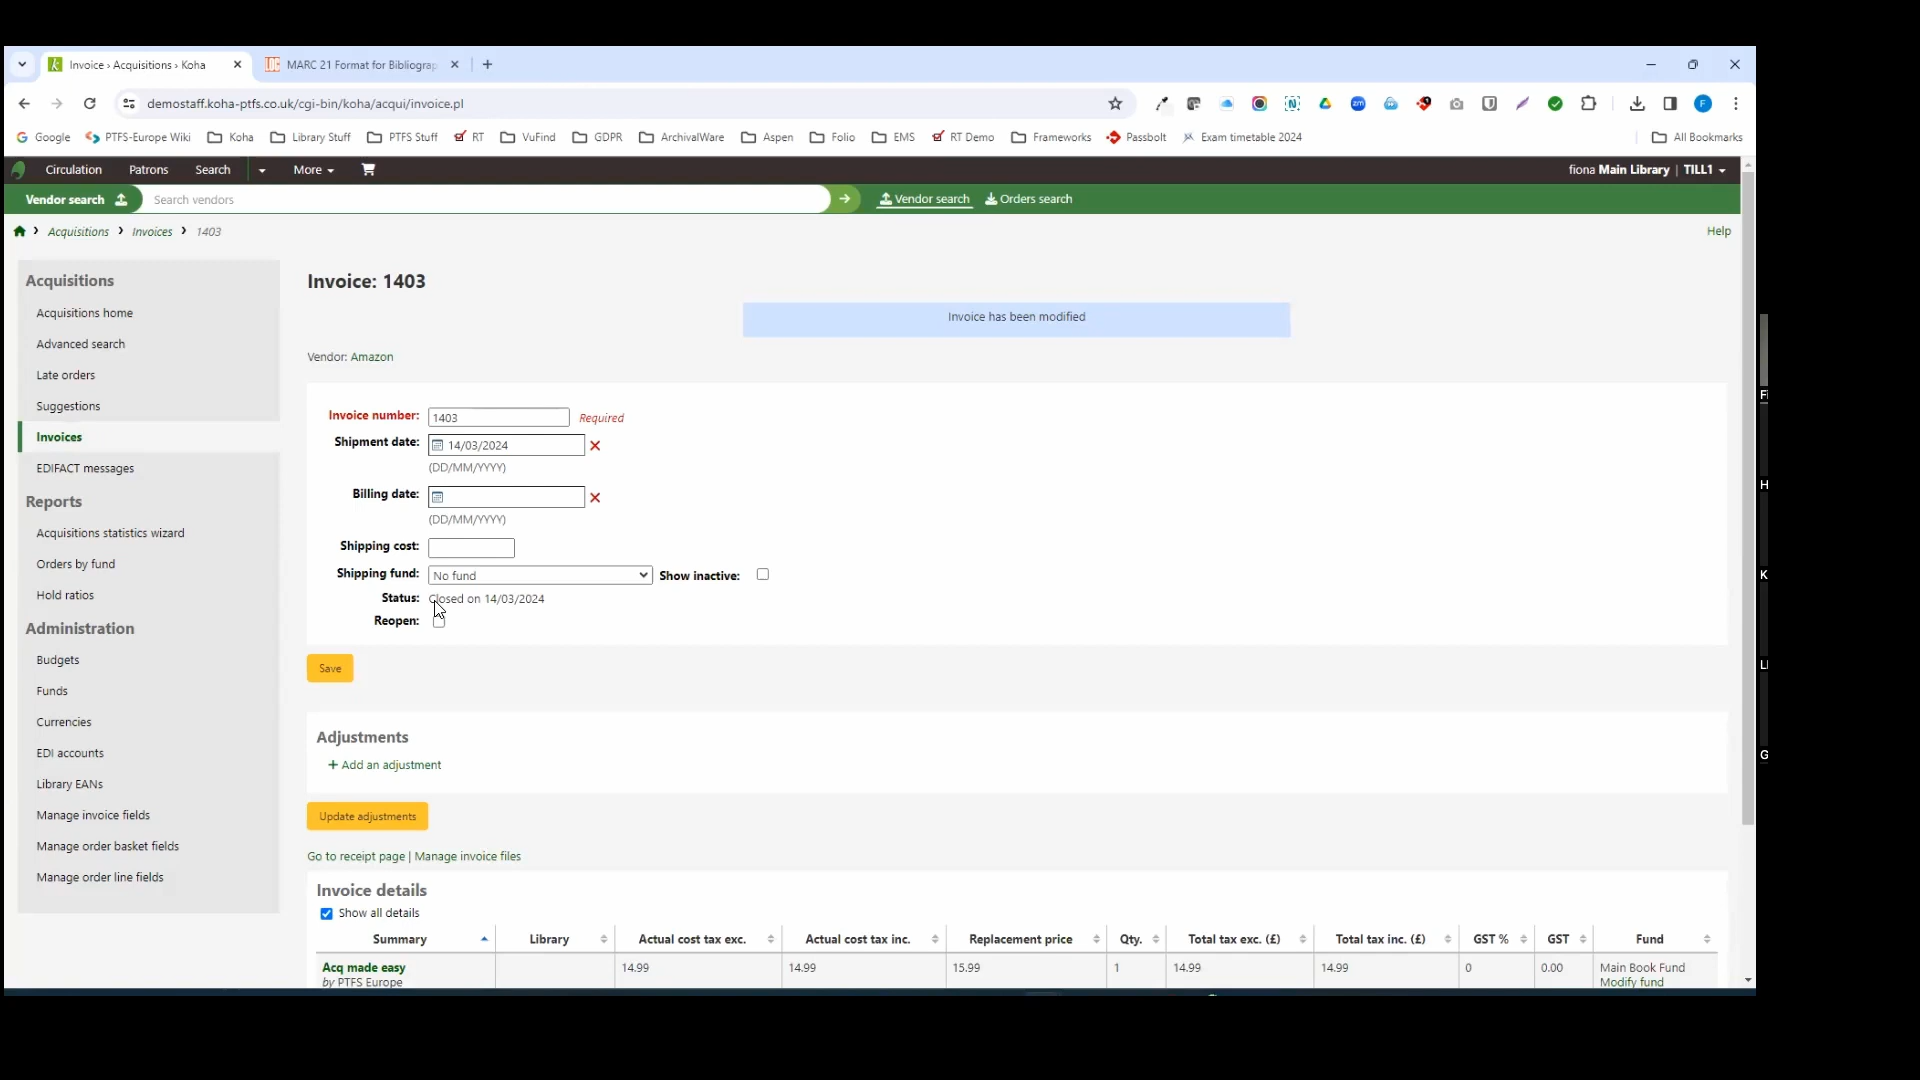 Invoice › Acquisitions › Koha
MARC 21 Format for Bibliograp
demostaff.koha-ptfs.co.uk/cgi-bin/koha/acqui/invoice.pl
Google PTFS-Europe Wiki Koha Library Stuff PTFS Stuff RT VuFind GDPR ArchivalWare Aspen Folio EMS RT Demo Frameworks Passbolt Exam timetable 2024 All Bookmarks
Circulation Patrons Search More fiona Main Library | TILL1
Vendor search Search vendors Vendor search Orders search
Acquisitions Invoices 1403 Help
Acquisitions
Acquisitions home
Advanced search
Late orders
Suggestions
Invoices
EDIFACT messages
Reports
Acquisitions statistics wizard
Orders by fund
Hold ratios
Administration
Budgets
Funds
Currencies
EDI accounts
Library EANs
Manage invoice fields
Manage order basket fields
Manage order line fields
Invoice: 1403
Invoice has been modified
Vendor: Amazon
Invoice number: 1403 Required
Shipment date: 14/03/2024
(DD/MM/YYYY)
Billing date:
(DD/MM/YYYY)
Shipping cost:
Shipping fund: No fund Show inactive:
Status: Closed on 14/03/2024
Reopen:
Save
Adjustments
+ Add an adjustment
Update adjustments
Go to receipt page | Manage invoice files
Invoice details
Show all details
Summary Library Actual cost tax exc. Actual cost tax inc. Replacement price Qty. Total tax exc. (£) Total tax inc. (£) GST % GST Fund
Acq made easy 14.99 14.99 15.99 1 14.99 14.99 0 0.00 Main Book Fund
by PTFS Europe Modify fund